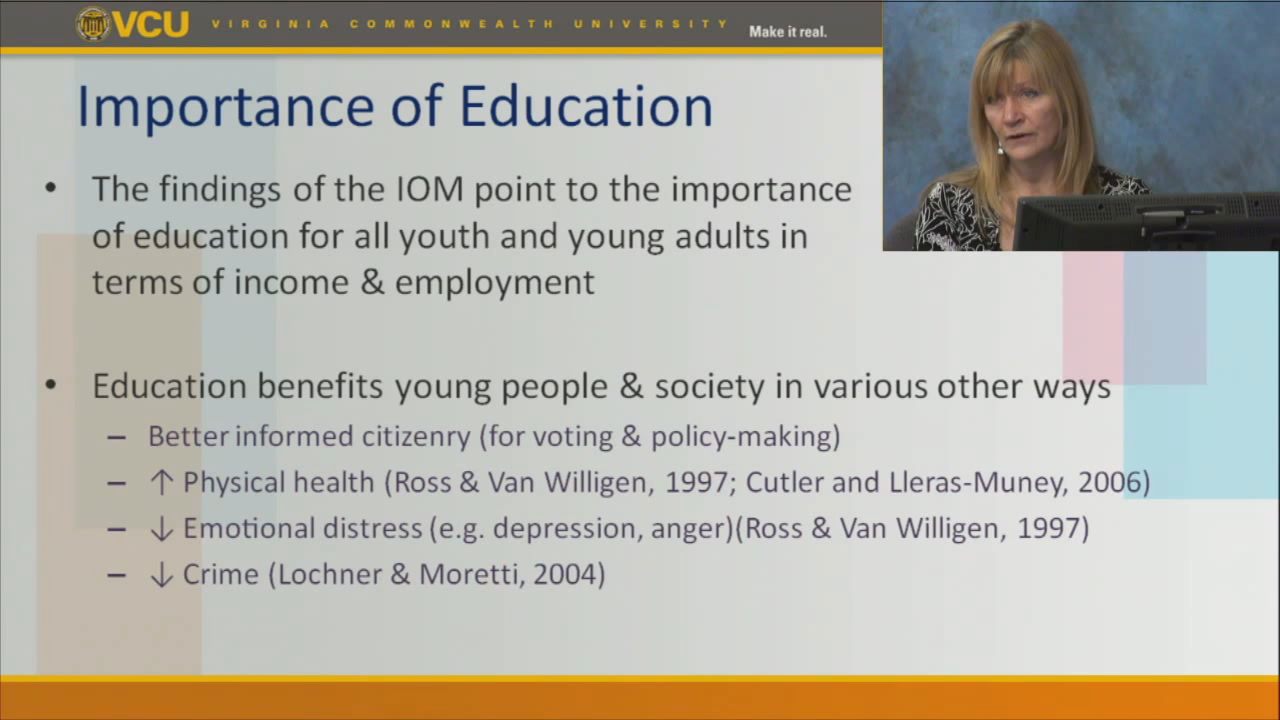 VCU VIRGINIA COMMONWEALTH UNIVERSITY Make it real.
Importance of Education
• The findings of the IOM point to the importance
of education for all youth and young adults in
terms of income & employment
• Education benefits young people & society in various other ways
– Better informed citizenry (for voting & policy-making)
– ↑ Physical health (Ross & Van Willigen, 1997; Cutler and Lleras-Muney, 2006)
– ↓ Emotional distress (e.g. depression, anger)(Ross & Van Willigen, 1997)
– ↓ Crime (Lochner & Moretti, 2004)